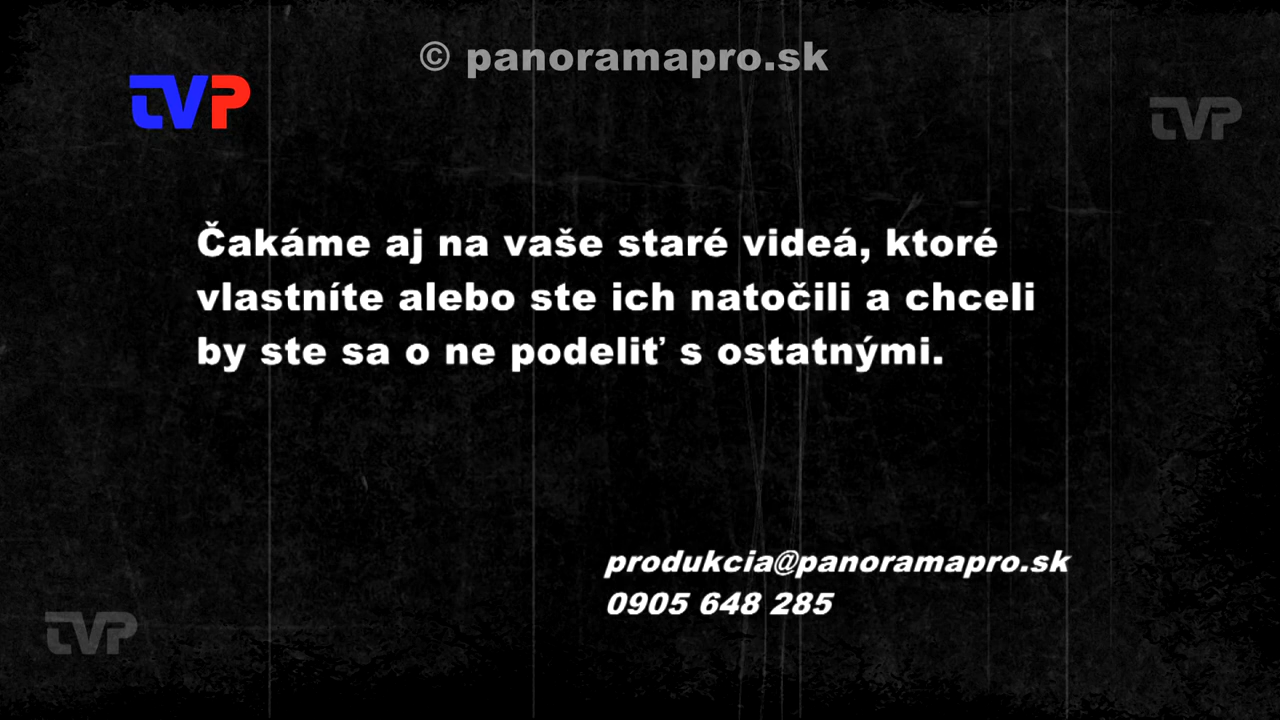 © panoramapro.sk
TVP
TVP
Čakáme aj na vaše staré videá, ktoré
vlastníte alebo ste ich natočili a chceli
by ste sa o ne podeliť s ostatnými.
produkcia@panoramapro.sk
0905 648 285
TVP